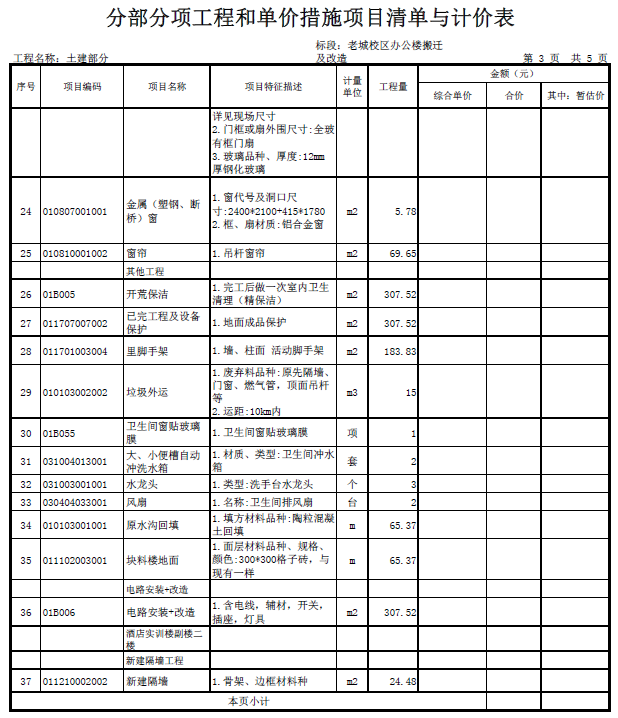 分部分项工程和单价措施项目清单与计价表
标段：老城校区办公楼搬迁
工程名称：土建部分 及改造 第 3 页 共 5 页
序号 项目编码 项目名称 项目特征描述 计量单位 工程量 金额（元）
综合单价 合价 其中：暂估价
详见现场尺寸
2.门框或扇外围尺寸:全玻
有框门扇
3.玻璃品种、厚度:12mm
厚钢化玻璃
24 010807001001 金属（塑钢、断桥）窗 1.窗代号及洞口尺
寸:2400*2100+415*1780
2.框、扇材质:铝合金窗 m2 5.78
25 010810001002 窗帘 1.吊杆窗帘 m2 69.65
其他工程
26 01B005 开荒保洁 1.完工后做一次室内卫生
清理（精保洁） m2 307.52
27 011707007002 已完工程及设备保护 1.地面成品保护 m2 307.52
28 011701003004 里脚手架 1.墙、柱面 活动脚手架 m2 183.83
29 010103002002 垃圾外运 1.废弃料品种:原先隔墙、
门窗、燃气管，顶面吊杆
等
2.运距:10km内 m3 15
30 01B055 卫生间窗贴玻璃膜 1.卫生间窗贴玻璃膜 项 1
31 031004013001 大、小便槽自动冲洗水箱 1.材质、类型:卫生间冲水
箱 套 2
32 031003001001 水龙头 1.类型:洗手台水龙头 个 3
33 030404033001 风扇 1.名称:卫生间排风扇 台 2
34 010103001001 原水沟回填 1.填方材料品种:陶粒混凝
土回填 m 65.37
35 011102003001 块料楼地面 1.面层材料品种、规格、
颜色:300*300格子砖，与
现有一样 m 65.37
电路安装+改造
36 01B006 电路安装+改造 1.含电线，辅材，开关，
插座，灯具 m2 307.52
酒店实训楼副楼二
楼
新建隔墙工程
37 011210002002 新建隔墙 1.骨架、边框材料种 m2 24.48
本页小计